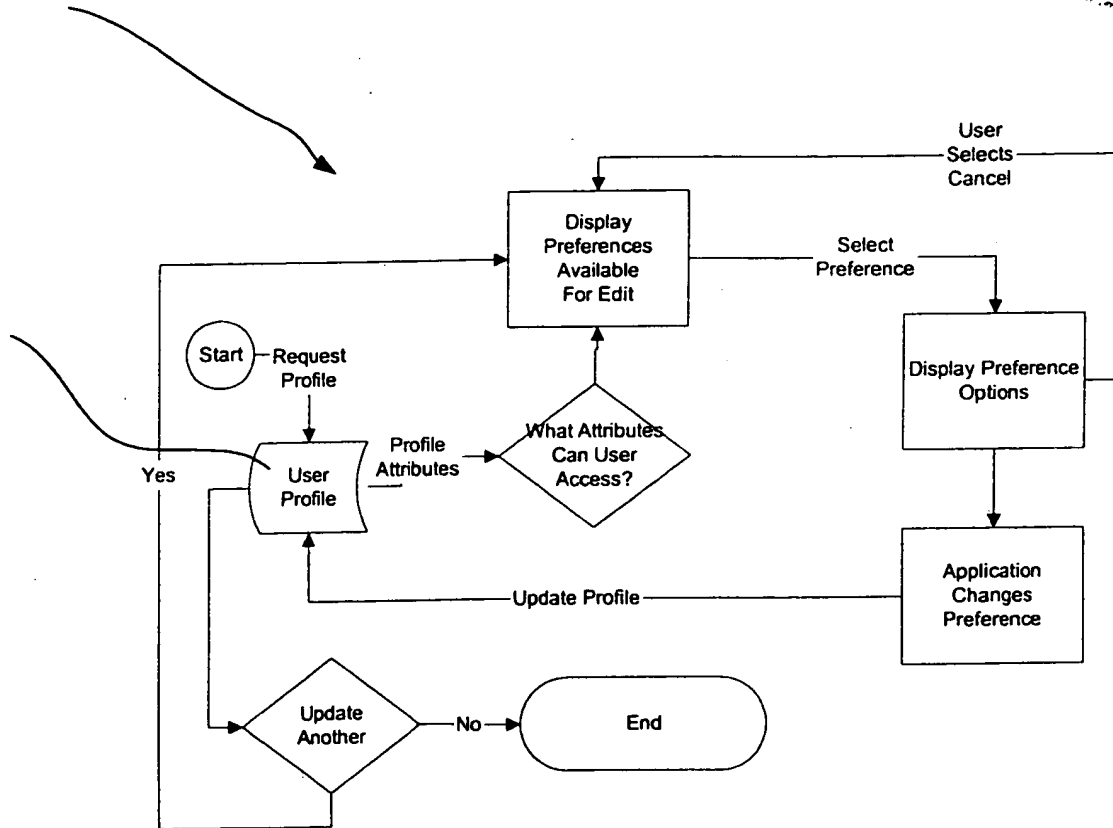 User
Selects
Cancel
Display
Preferences
Available
For Edit
Select
Preference
Start
Request
Profile
Display Preference
Options
What Attributes
Can User
Access?
Profile
Attributes
User
Profile
Yes
Application
Changes
Preference
Update Profile
Update
Another
No
End